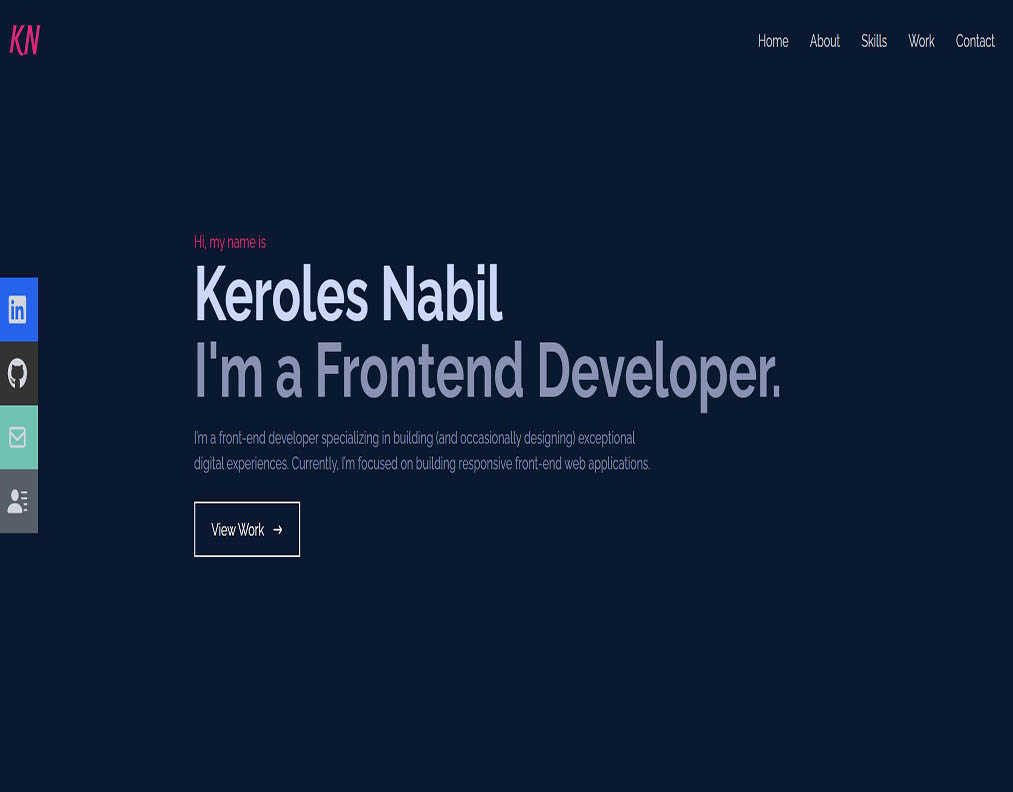 KN
Home About Skills Work Contact
Hi, my name is
Keroles Nabil
I'm a Frontend Developer.
I'm a front-end developer specializing in building (and occasionally designing) exceptional
digital experiences. Currently, I'm focused on building responsive front-end web applications.
in
View Work →